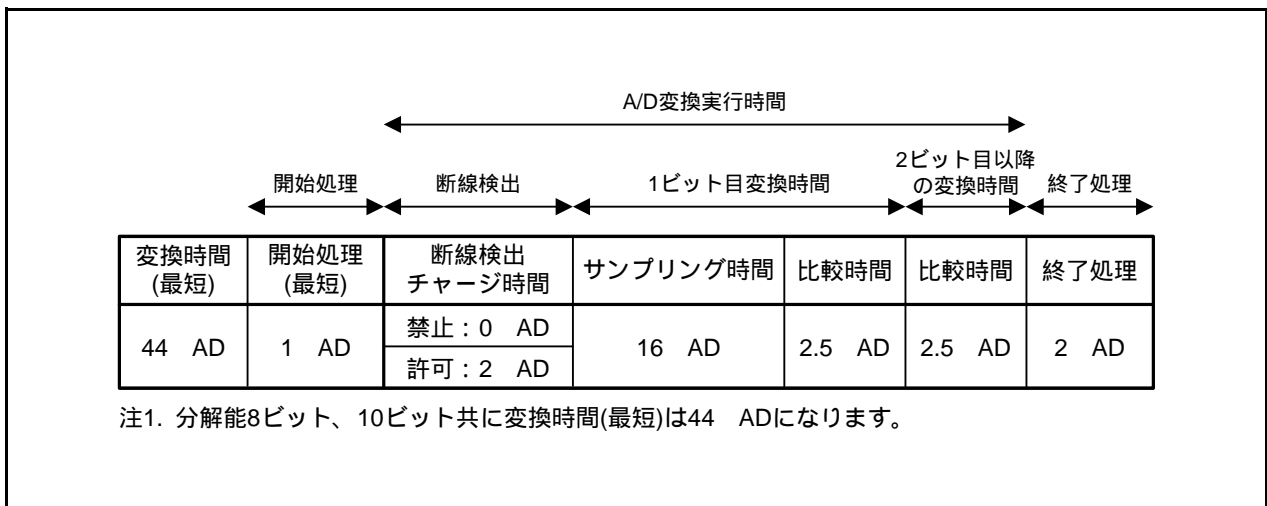 A/D変換実行時間
開始処理
断線検出
1ビット目変換時間
2ビット目以降
の変換時間
終了処理
変換時間
(最短)
開始処理
(最短)
断線検出
チャージ時間
サンプリング時間
比較時間
比較時間
終了処理
44 AD
1 AD
禁止：0 AD
許可：2 AD
16 AD
2.5 AD
2.5 AD
2 AD
注1. 分解能8ビット、10ビット共に変換時間(最短)は44 ADになります。